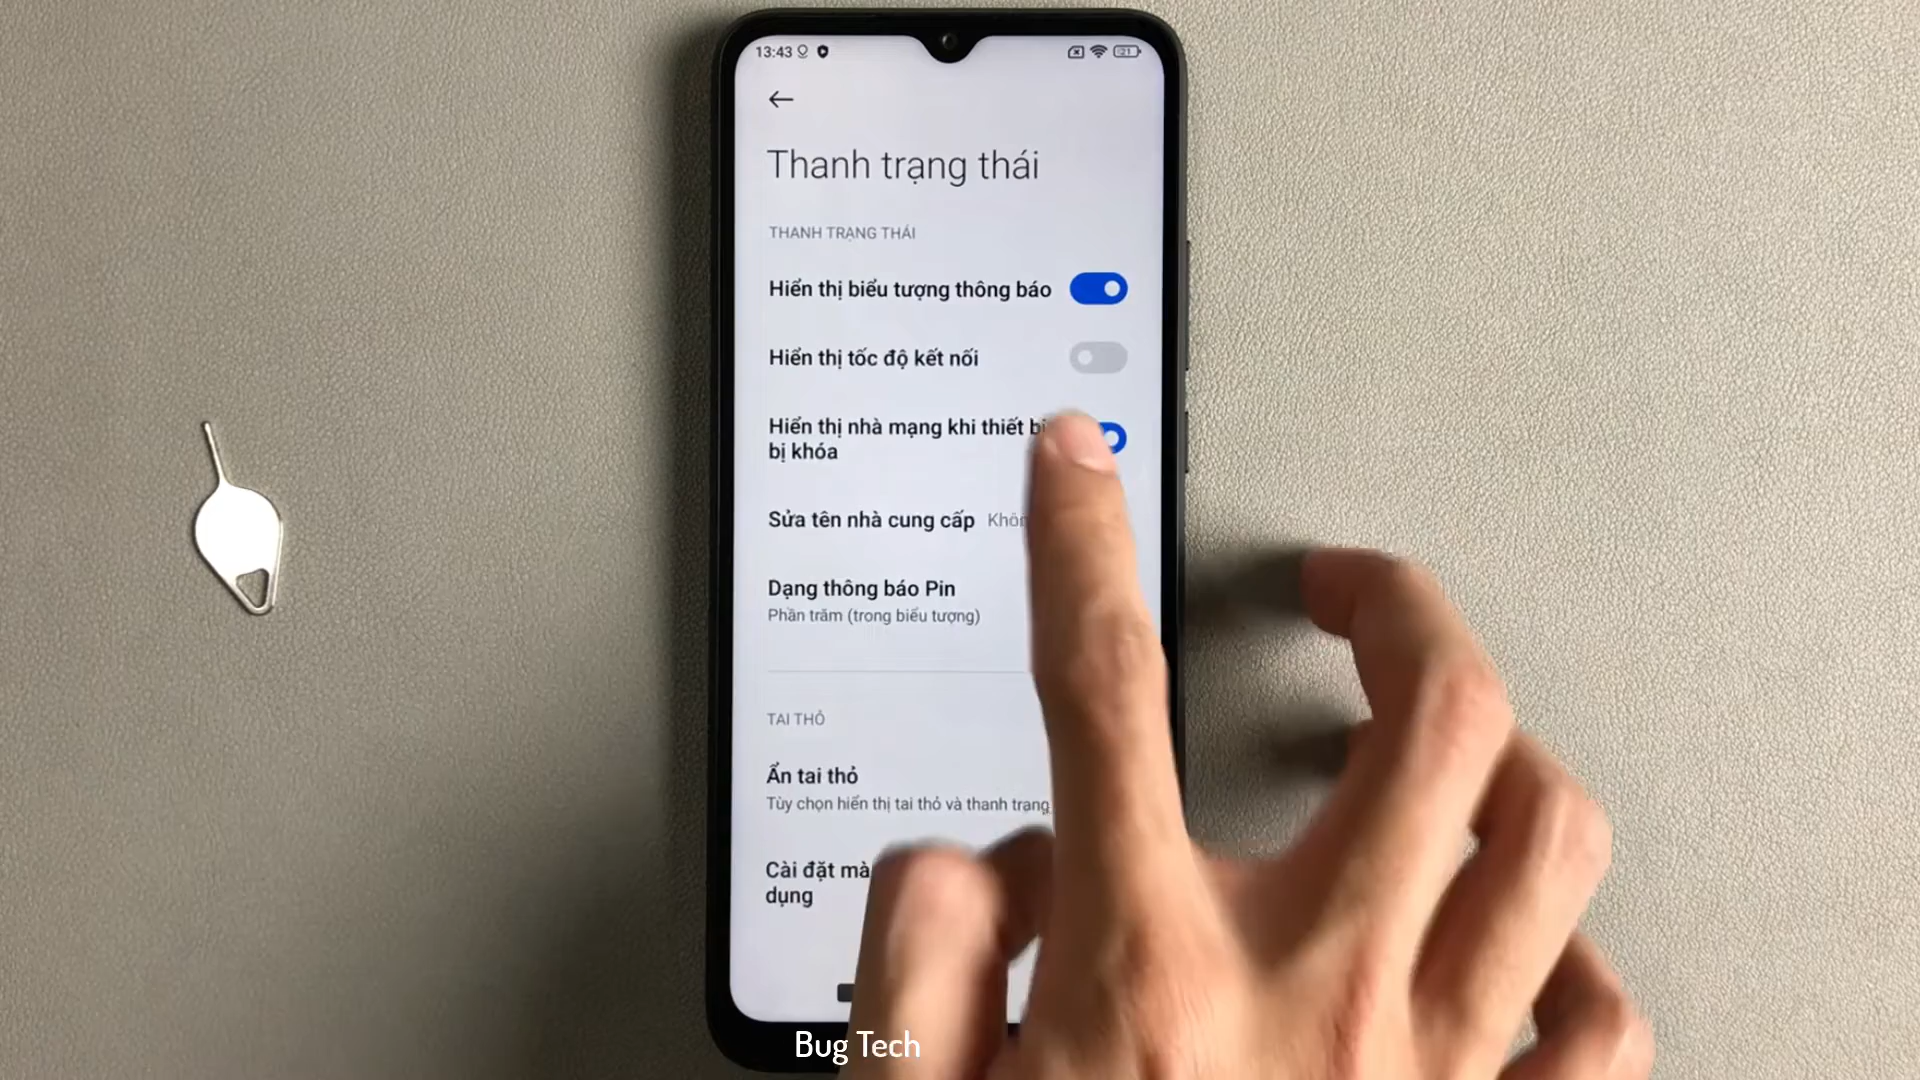 13:43
21
Thanh trạng thái
THANH TRẠNG THÁI
Hiển thị biểu tượng thông báo
Hiển thị tốc độ kết nối
Hiển thị nhà mạng khi thiết bị
bị khóa
Sửa tên nhà cung cấp
Dạng thông báo Pin
Phần trăm (trong biểu tượng)
TAI THỎ
Ẩn tai thỏ
Tùy chọn hiển thị tai thỏ và thanh trạng
Cài đặt
dụng
Bug Tech